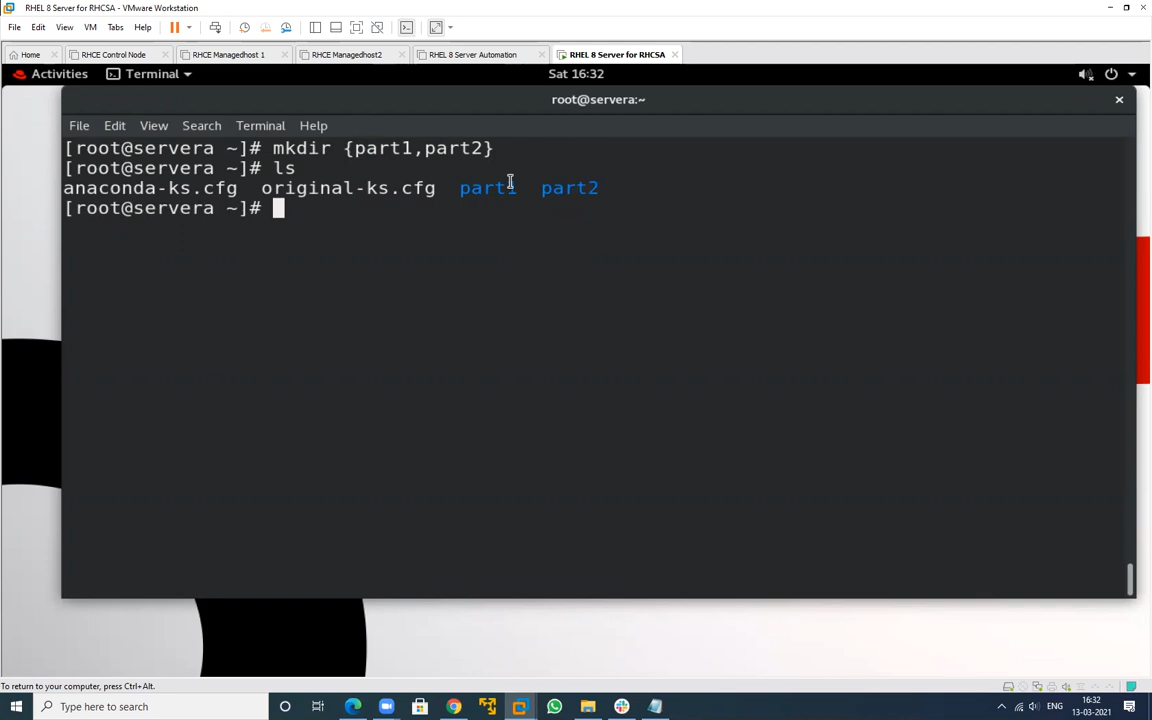 RHEL 8 Server for RHCSA - VMware Workstation
File Edit View VM Tabs Help
Home RHCE Control Node RHCE Managedhost 1 RHCE Managedhost2 RHEL 8 Server Automation RHEL 8 Server for RHCSA
Activities Terminal Sat 16:32
root@servera:~
File Edit View Search Terminal Help
[root@servera ~]# mkdir {part1,part2}
[root@servera ~]# ls
anaconda-ks.cfg original-ks.cfg part1 part2
[root@servera ~]#
To return to your computer, press Ctrl+Alt.
Type here to search
ENG
16:32
13-03-2021